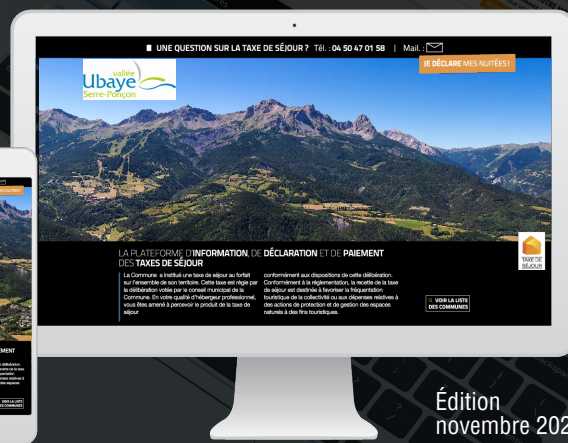 UNE QUESTION SUR LA TAXE DE SÉJOUR ? Tél. : 04 50 47 01 58 | Mail. :
JE DÉCLARE MES NUITÉES !
vallée
Ubaye
Serre-Ponçon
LA PLATEFORME D'INFORMATION, DE DÉCLARATION ET DE PAIEMENT
DES TAXES DE SÉJOUR
La Commune a institué une taxe de séjour au forfait
sur l'ensemble de son territoire. Cette taxe est régie par
la délibération votée par le conseil municipal de la
Commune. En votre qualité d'hébergeur professionnel,
vous êtes amené à percevoir le produit de la taxe de
séjour
conformément aux dispositions de cette délibération.
Conformément à la réglementation, la recette de la taxe
de séjour est destinée à favoriser la fréquentation
touristique de la collectivité ou aux dépenses relatives à
des actions de protection et de gestion des espaces
naturels à des fins touristiques.
TAXE DE
SÉJOUR
VOIR LA LISTE
DES COMMUNES
Édition
novembre 202